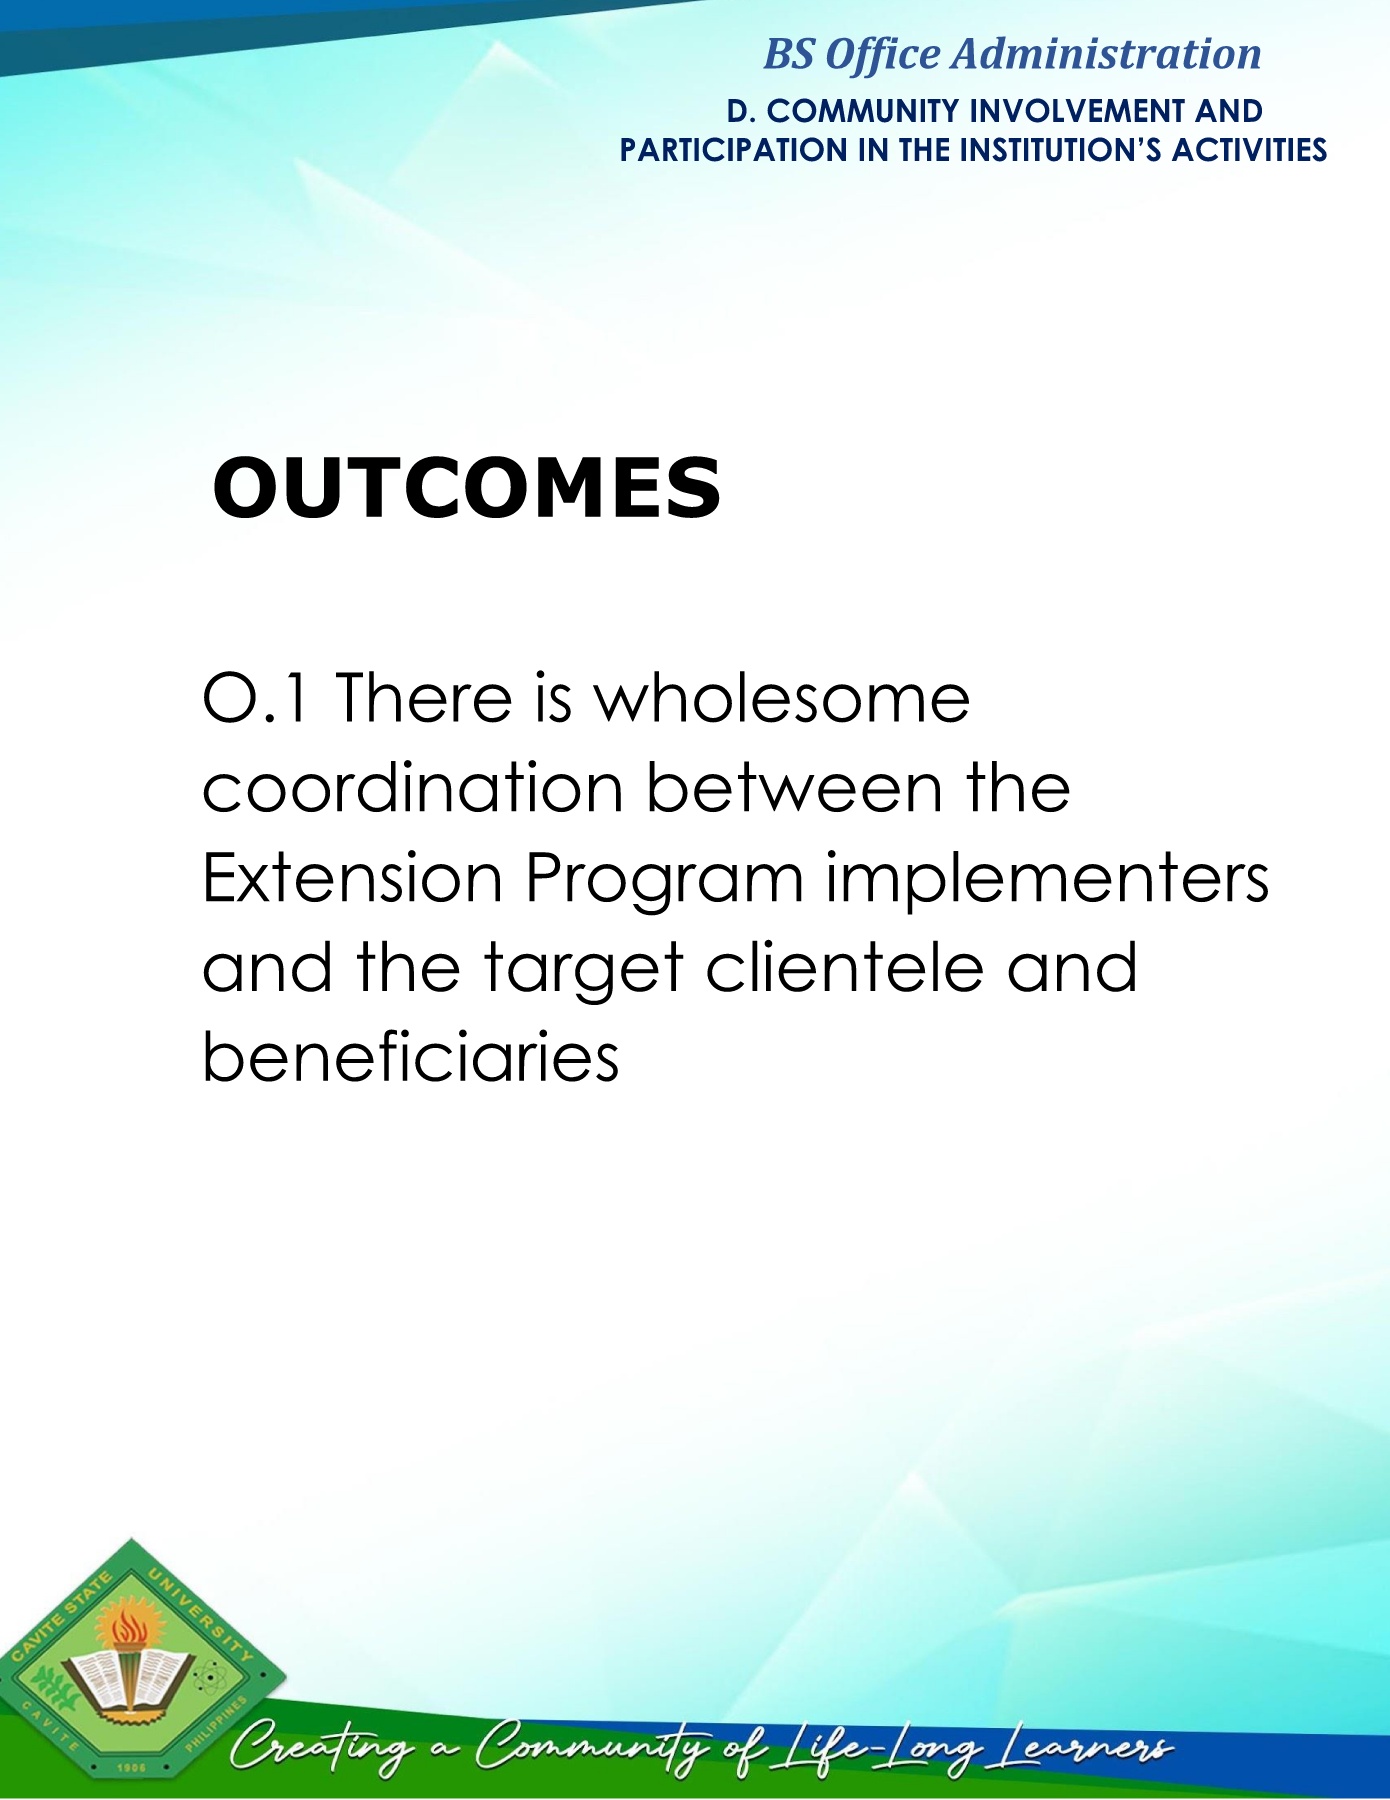 BS Office Administration
D. COMMUNITY INVOLVEMENT AND
PARTICIPATION IN THE INSTITUTION’S ACTIVITIES
OUTCOMES
O.1 There is wholesome
coordination between the
Extension Program implementers
and the target clientele and
beneficiaries
CAVITE STATE UNIVERSITY
CAVITE
1906
PHILIPPINES
Creating a Community of Life-Long Learners